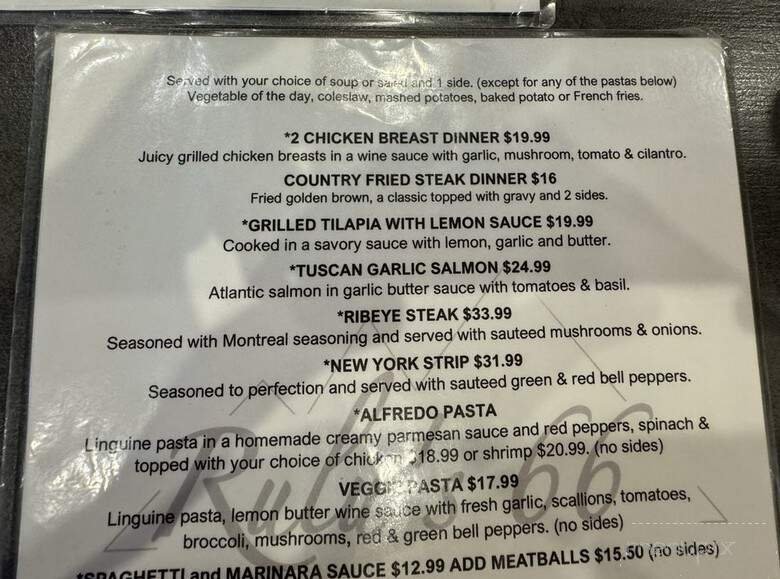 Served with your choice of soup or salad and 1 side. (except for any of the pastas below)
Vegetable of the day, coleslaw, mashed potatoes, baked potato or French fries.
*2 CHICKEN BREAST DINNER $19.99
Juicy grilled chicken breasts in a wine sauce with garlic, mushroom, tomato & cilantro.
COUNTRY FRIED STEAK DINNER $16
Fried golden brown, a classic topped with gravy and 2 sides.
*GRILLED TILAPIA WITH LEMON SAUCE $19.99
Cooked in a savory sauce with lemon, garlic and butter.
*TUSCAN GARLIC SALMON $24.99
Atlantic salmon in garlic butter sauce with tomatoes & basil.
*RIBEYE STEAK $33.99
Seasoned with Montreal seasoning and served with sauteed mushrooms & onions.
*NEW YORK STRIP $31.99
Seasoned to perfection and served with sauteed green & red bell peppers.
*ALFREDO PASTA
Linguine pasta in a homemade creamy parmesan sauce and red peppers, spinach &
topped with your choice of chicken $18.99 or shrimp $20.99. (no sides)
VEGGIE PASTA $17.99
Linguine pasta, lemon butter wine sauce with fresh garlic, scallions, tomatoes,
broccoli, mushrooms, red & green bell peppers. (no sides)
*SPAGHETTI and MARINARA SAUCE $12.99 ADD MEATBALLS $15.50 (no sides)
66